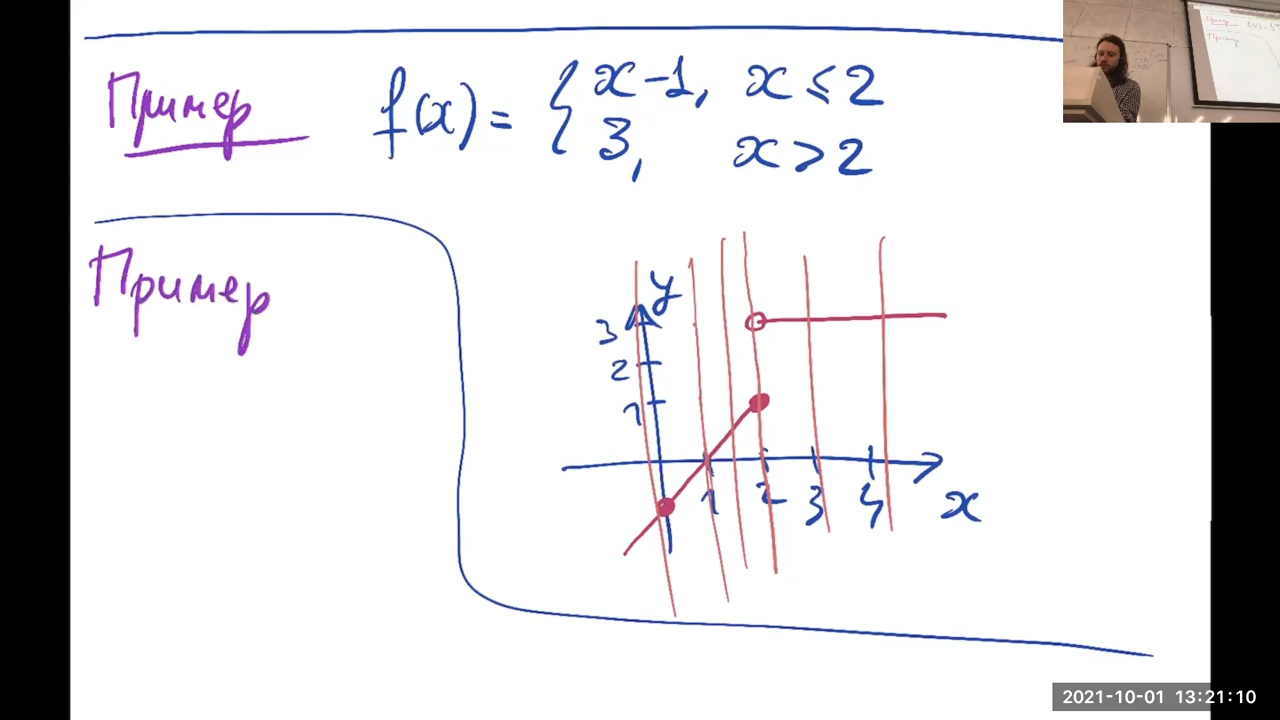 Пример f(x) = { x-1, x ≤ 2
3, x > 2
Пример
y
3
2
1
1 2 3 4 x
2021-10-01 13:21:10